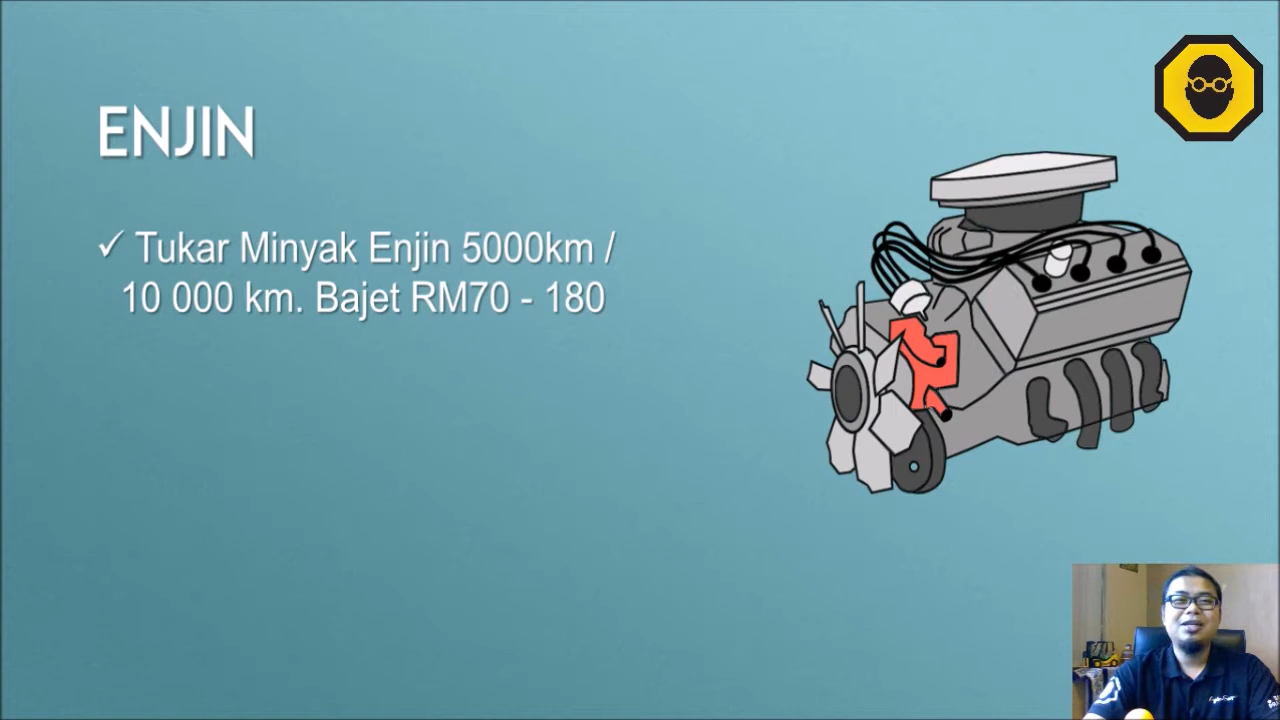 ENJIN
✓ Tukar Minyak Enjin 5000km /
10 000 km. Bajet RM70 - 180